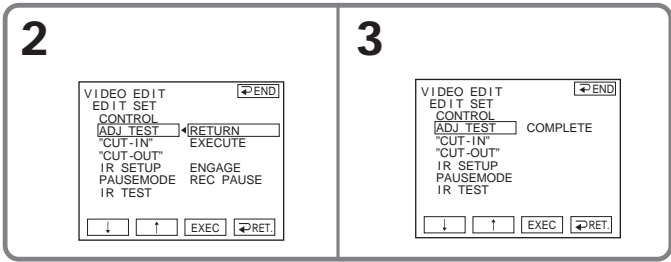 2
VIDEO EDIT ⮐END
EDIT SET
CONTROL
ADJ TEST ◀RETURN
"CUT-IN" EXECUTE
"CUT-OUT"
IR SETUP ENGAGE
PAUSEMODE REC PAUSE
IR TEST
↓ ↑ EXEC ⮐RET.
3
VIDEO EDIT ⮐END
EDIT SET
CONTROL
ADJ TEST COMPLETE
"CUT-IN"
"CUT-OUT"
IR SETUP
PAUSEMODE
IR TEST
↓ ↑ EXEC ⮐RET.